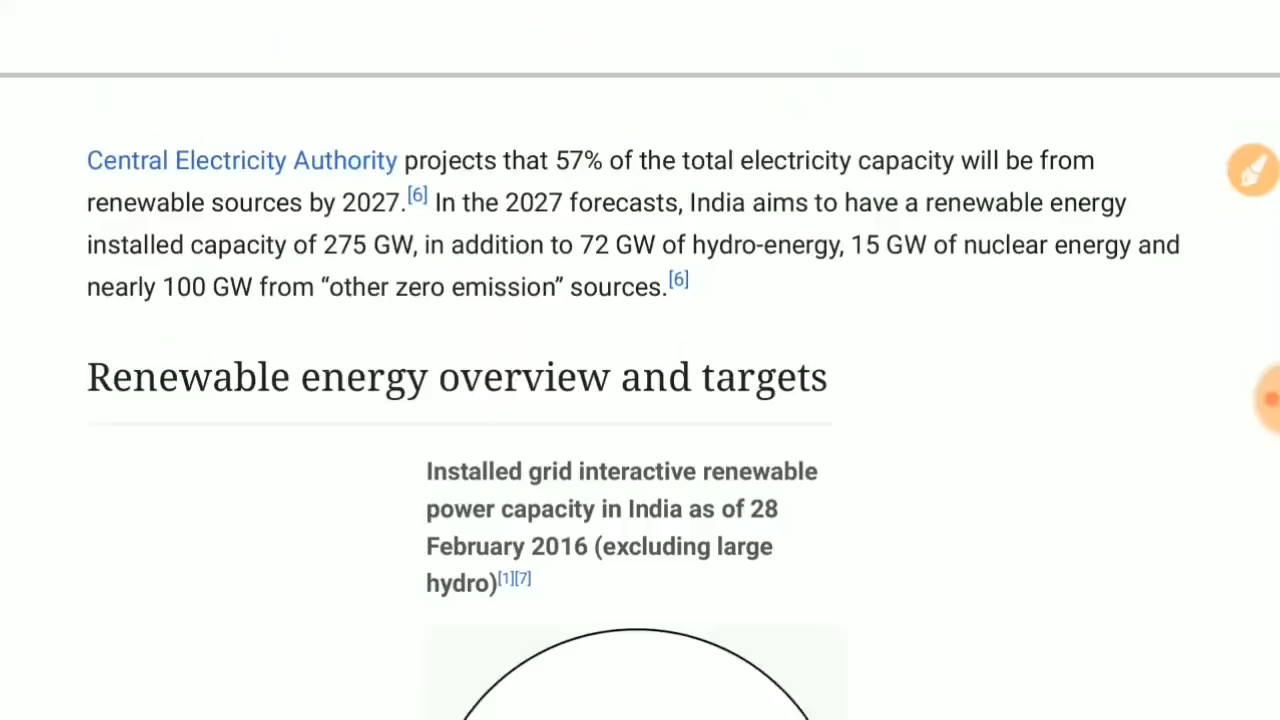 Central Electricity Authority projects that 57% of the total electricity capacity will be from
renewable sources by 2027.[6] In the 2027 forecasts, India aims to have a renewable energy
installed capacity of 275 GW, in addition to 72 GW of hydro-energy, 15 GW of nuclear energy and
nearly 100 GW from “other zero emission” sources.[6]
Renewable energy overview and targets
Installed grid interactive renewable
power capacity in India as of 28
February 2016 (excluding large
hydro)[1][7]